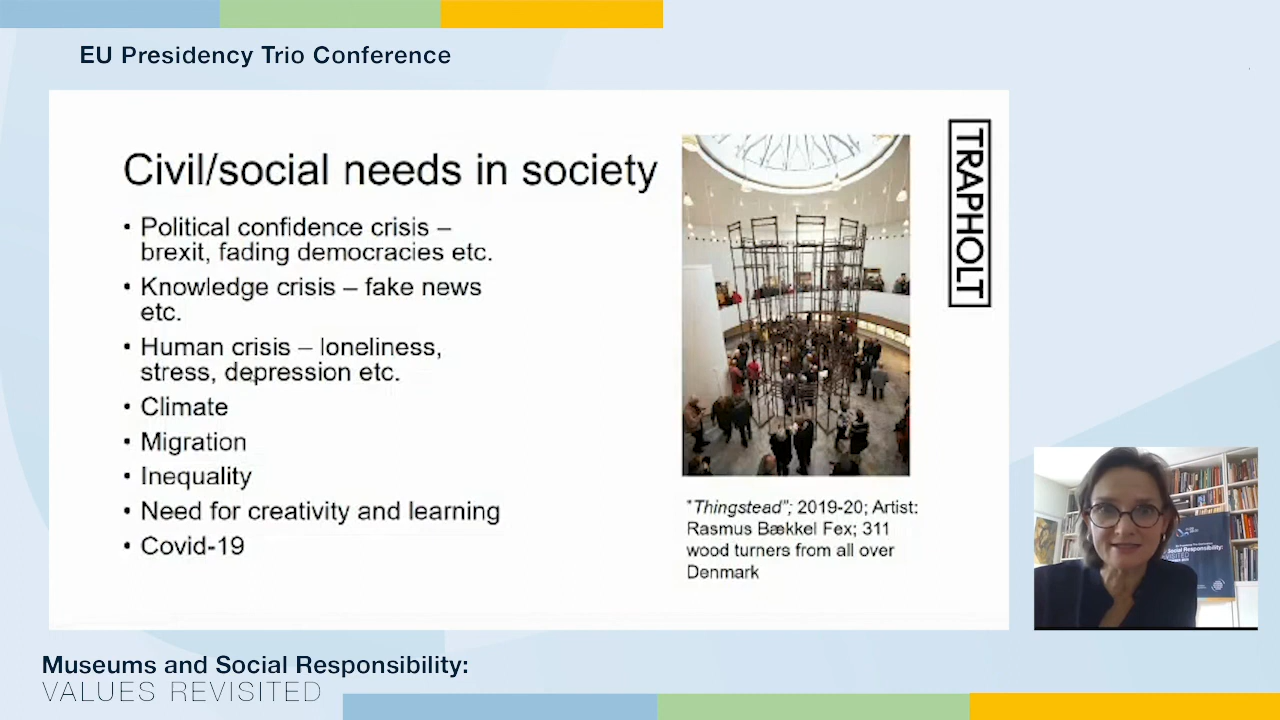 EU Presidency Trio Conference
Civil/social needs in society
• Political confidence crisis –
brexit, fading democracies etc.
• Knowledge crisis – fake news
etc.
• Human crisis – loneliness,
stress, depression etc.
• Climate
• Migration
• Inequality
• Need for creativity and learning
• Covid-19
TRAPHOLT
"Thingstead"; 2019-20; Artist:
Rasmus Bækkel Fex; 311
wood turners from all over
Denmark
Social Responsibility:
Museums and Social Responsibility:
VALUES REVISITED